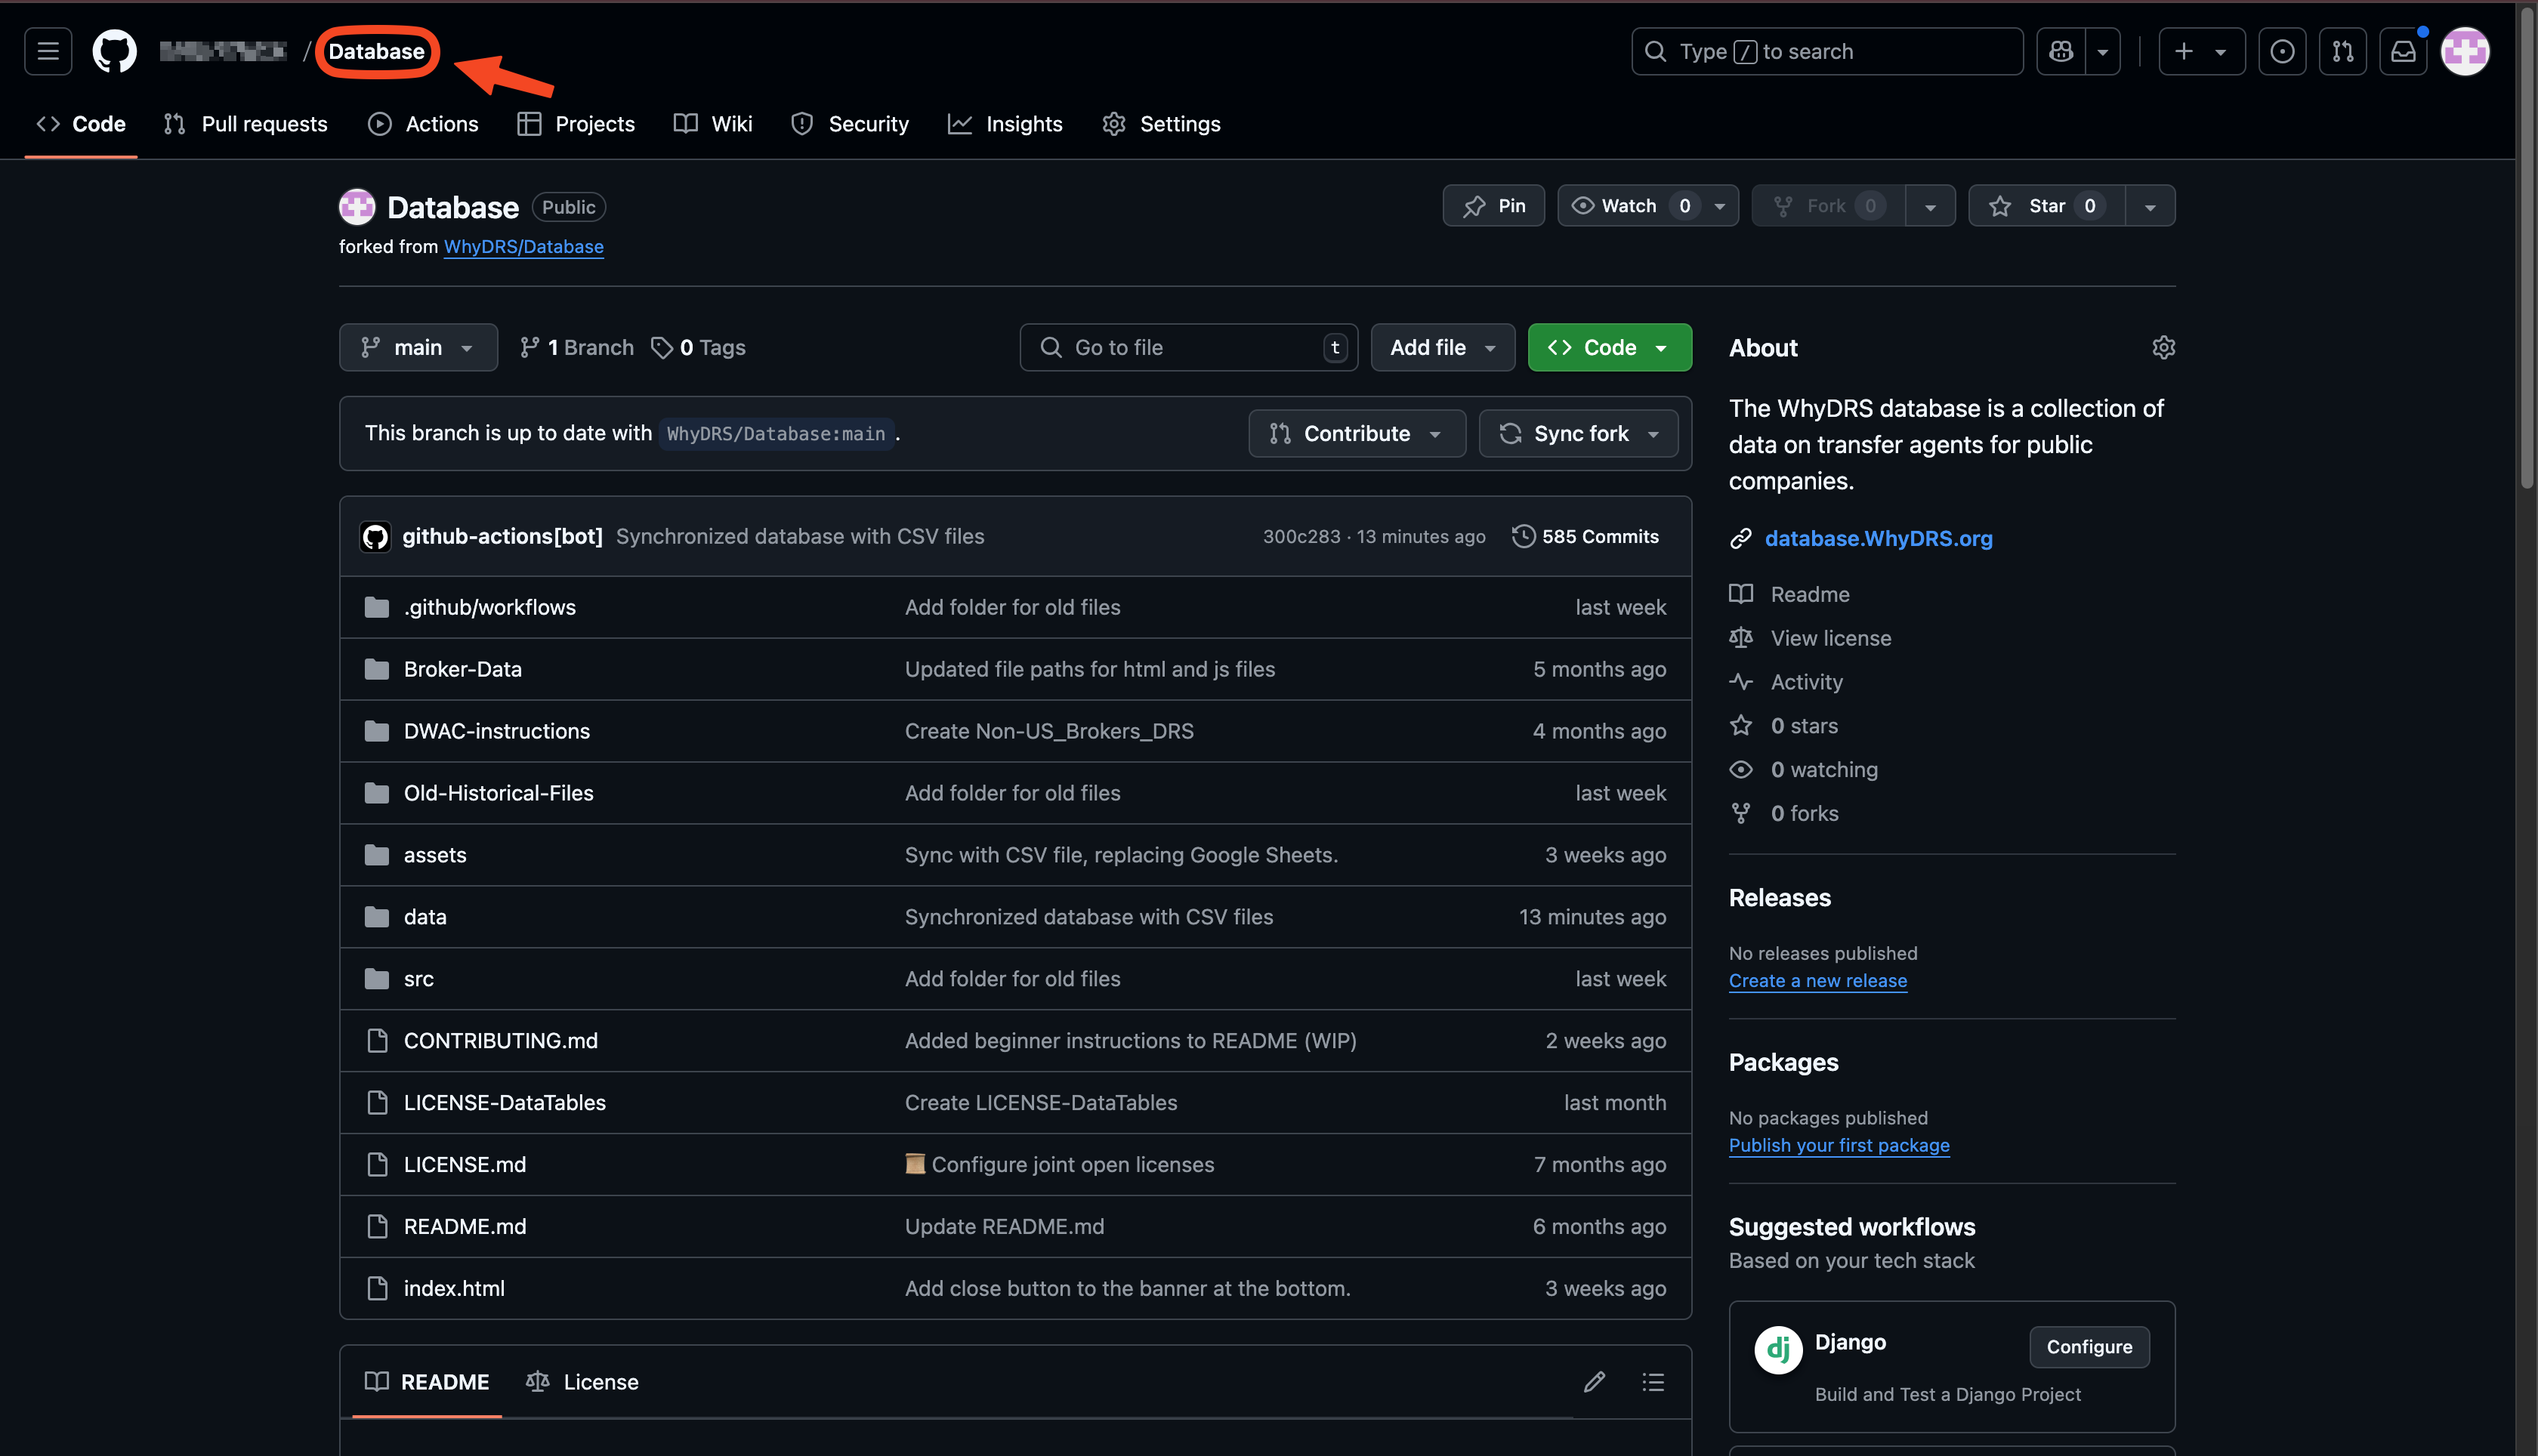 / Database
Type / to search
Code Pull requests Actions Projects Wiki Security Insights Settings
Database Public
Pin Watch 0 Fork 0 Star 0
forked from WhyDRS/Database
main 1 Branch 0 Tags Go to file t Add file Code
This branch is up to date with WhyDRS/Database:main . Contribute Sync fork
github-actions[bot] Synchronized database with CSV files 300c283 · 13 minutes ago 585 Commits
.github/workflows Add folder for old files last week
Broker-Data Updated file paths for html and js files 5 months ago
DWAC-instructions Create Non-US_Brokers_DRS 4 months ago
Old-Historical-Files Add folder for old files last week
assets Sync with CSV file, replacing Google Sheets. 3 weeks ago
data Synchronized database with CSV files 13 minutes ago
src Add folder for old files last week
CONTRIBUTING.md Added beginner instructions to README (WIP) 2 weeks ago
LICENSE-DataTables Create LICENSE-DataTables last month
LICENSE.md 📜 Configure joint open licenses 7 months ago
README.md Update README.md 6 months ago
index.html Add close button to the banner at the bottom. 3 weeks ago
README License
About
The WhyDRS database is a collection of
data on transfer agents for public
companies.
database.WhyDRS.org
Readme
View license
Activity
0 stars
0 watching
0 forks
Releases
No releases published
Create a new release
Packages
No packages published
Publish your first package
Suggested workflows
Based on your tech stack
dj Django Configure
Build and Test a Django Project